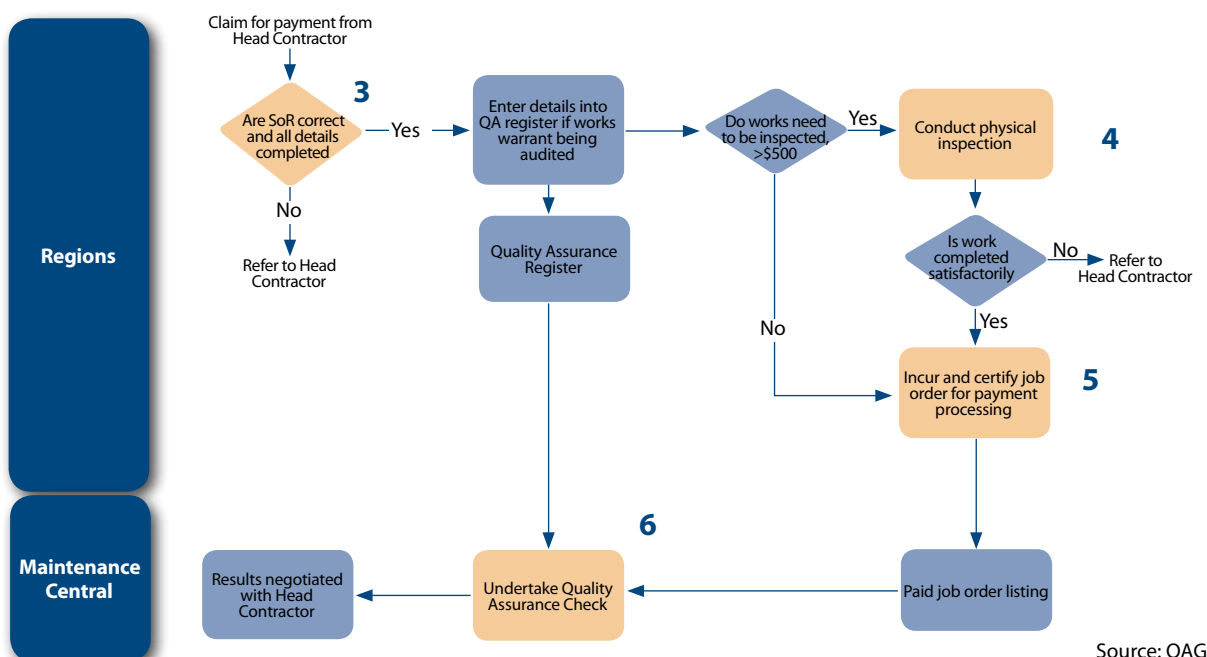 Claim for payment from
Head Contractor
3
Are SoR correct
and all details
completed
Yes
No
Refer to Head
Contractor
Enter details into
QA register if works
warrant being
audited
Quality Assurance
Register
Do works need
to be inspected,
>$500
Yes
No
Conduct physical
inspection
4
Is work
completed
satisfactorily
No
Refer to
Head Contractor
Yes
Incur and certify job
order for payment
processing
5
Regions
Maintenance
Central
Results negotiated
with Head
Contractor
6
Undertake Quality
Assurance Check
Paid job order listing
Source: OAG